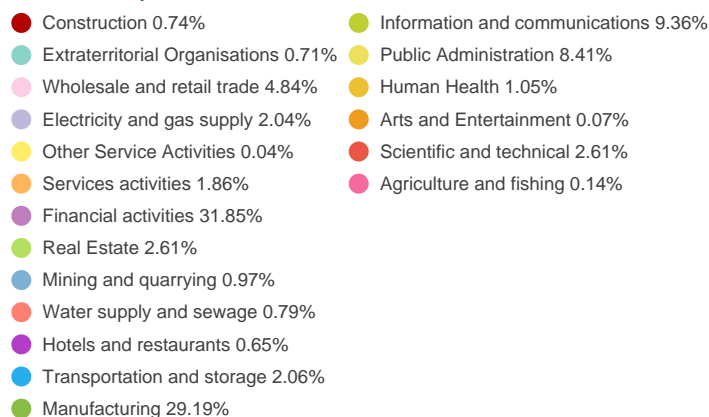 Construction 0.74%
Extraterritorial Organisations 0.71%
Wholesale and retail trade 4.84%
Electricity and gas supply 2.04%
Other Service Activities 0.04%
Services activities 1.86%
Financial activities 31.85%
Real Estate 2.61%
Mining and quarrying 0.97%
Water supply and sewage 0.79%
Hotels and restaurants 0.65%
Transportation and storage 2.06%
Manufacturing 29.19%
Information and communications 9.36%
Public Administration 8.41%
Human Health 1.05%
Arts and Entertainment 0.07%
Scientific and technical 2.61%
Agriculture and fishing 0.14%